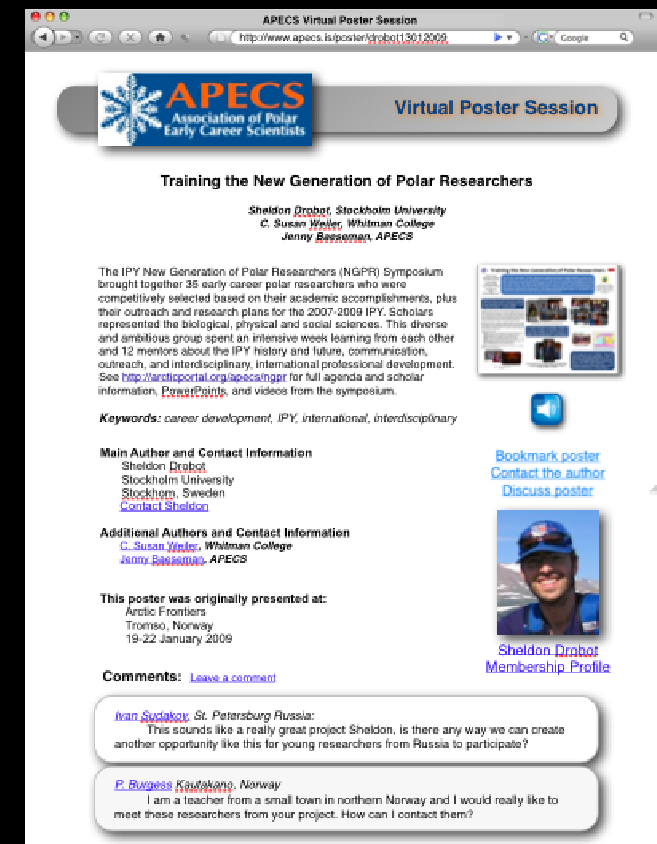 APECS Virtual Poster Session
http://www.apecs.is/poster/drobot13012009
Google
APECS
Association of Polar
Early Career Scientists
Virtual Poster Session
Training the New Generation of Polar Researchers
Sheldon Drobot, Stockholm University
C. Susan Weiler, Whitman College
Jenny Baeseman, APECS
The IPY New Generation of Polar Researchers (NGPR) Symposium
brought together 35 early career polar researchers who were
competitively selected based on their academic accomplishments, plus
their outreach and research plans for the 2007-2009 IPY. Scholars
represented the biological, physical and social sciences. This diverse
and ambitious group spent an intensive week learning from each other
and 12 mentors about the IPY history and future, communication,
outreach, and interdisciplinary, international professional development.
See http://arcticportal.org/apecs/ngpr for full agenda and scholar
information, PowerPoints, and videos from the symposium.
Keywords: career development, IPY, international, interdisciplinary
Training the New Generation of Polar Researchers
Bookmark poster
Contact the author
Discuss poster
Main Author and Contact Information
Sheldon Drobot
Stockholm University
Stockhom, Sweden
Contact Sheldon
Additional Authors and Contact Information
C. Susan Weiler, Whitman College
Jenny Baeseman, APECS
This poster was originally presented at:
Arctic Frontiers
Tromso, Norway
19-22 January 2009
Sheldon Drobot
Membership Profile
Comments: Leave a comment
Ivan Sudakov, St. Petersburg Russia:
This sounds like a really great project Sheldon, is there any way we can create
another opportunity like this for young researchers from Russia to participate?
P. Burgess Kautakano, Norway
I am a teacher from a small town in northern Norway and I would really like to
meet these researchers from your project. How can I contact them?